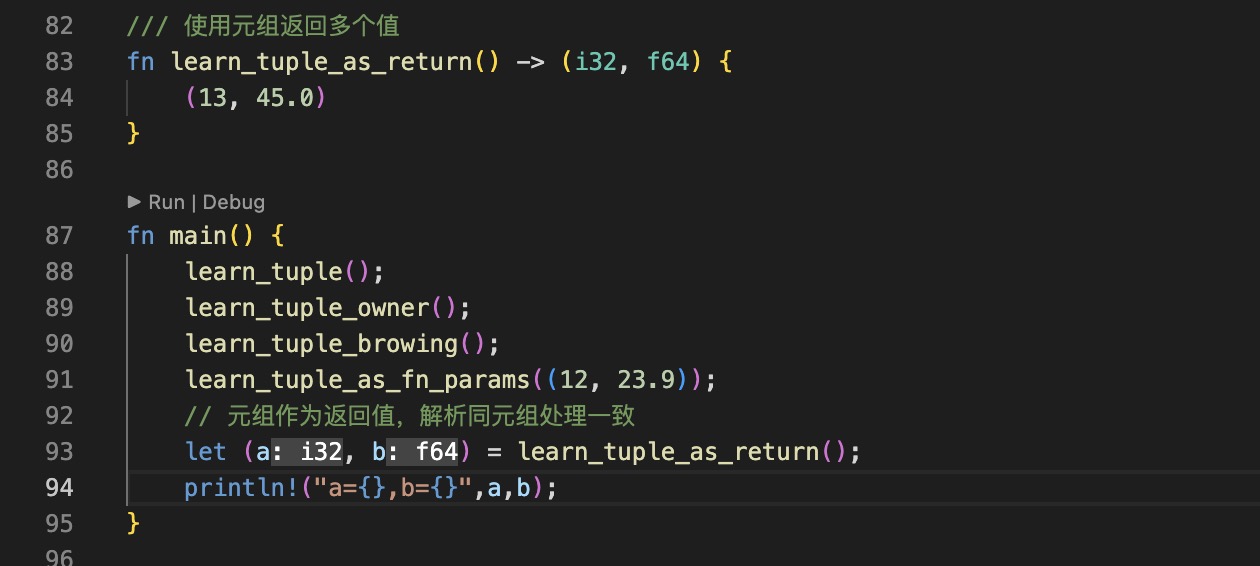 82 /// 使用元组返回多个值
83 fn learn_tuple_as_return() -> (i32, f64) {
84     (13, 45.0)
85 }
86
▶ Run | Debug
87 fn main() {
88     learn_tuple();
89     learn_tuple_owner();
90     learn_tuple_browing();
91     learn_tuple_as_fn_params((12, 23.9));
92     // 元组作为返回值，解析同元组处理一致
93     let (a: i32, b: f64) = learn_tuple_as_return();
94     println!("a={},b={}",a,b);
95 }
96